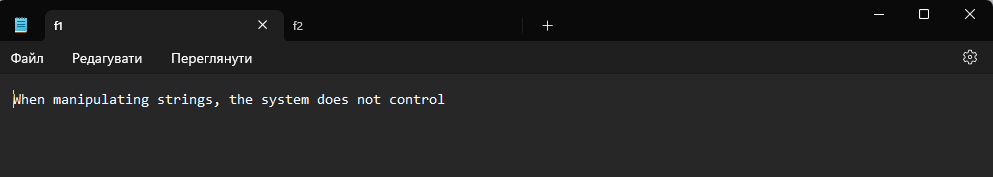 f1
f2
Файл Редагувати Переглянути
When manipulating strings, the system does not control